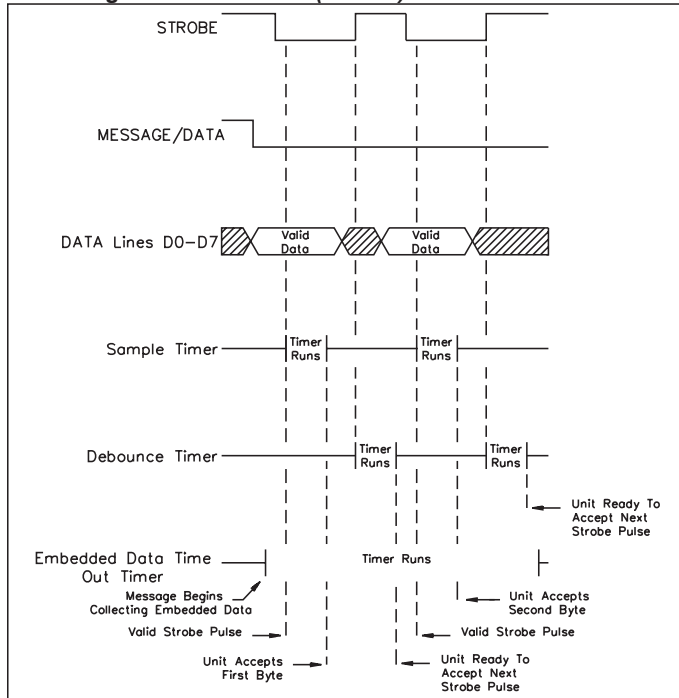 STROBE
MESSAGE/DATA
DATA Lines D0-D7
Valid
Data
Valid
Data
Sample Timer
Timer
Runs
Timer
Runs
Debounce Timer
Timer
Runs
Timer
Runs
Unit Ready To
Accept Next
Strobe Pulse
Embedded Data Time
Out Timer
Timer Runs
Message Begins
Collecting Embedded Data
Unit Accepts
Second Byte
Valid Strobe Pulse
Valid Strobe Pulse
Unit Accepts
First Byte
Unit Ready To
Accept Next
Strobe Pulse